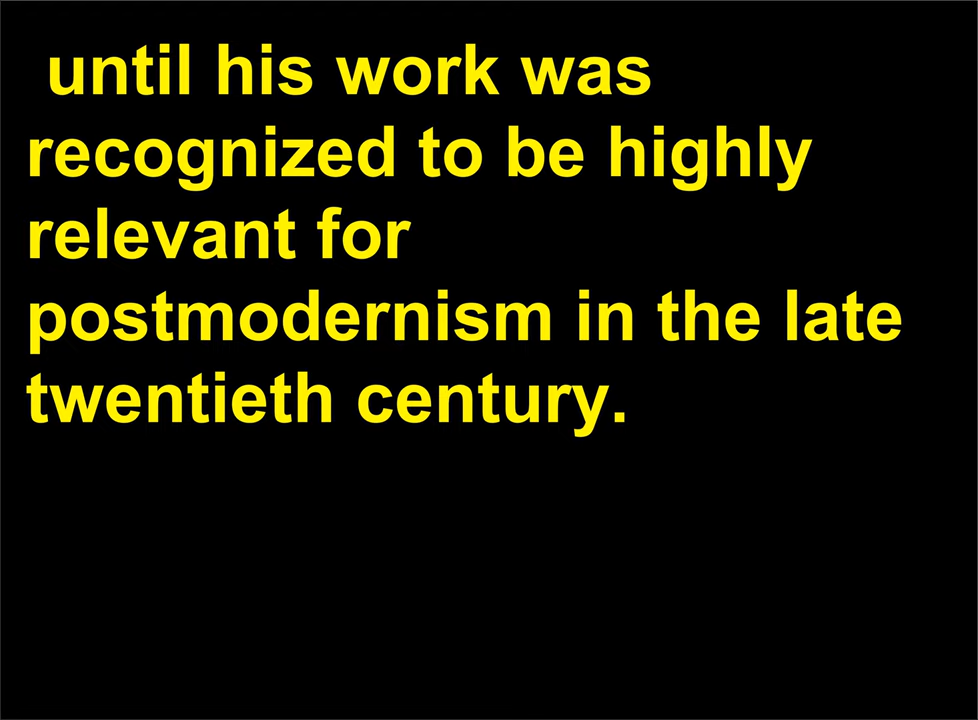 until his work was
recognized to be highly
relevant for
postmodernism in the late
twentieth century.